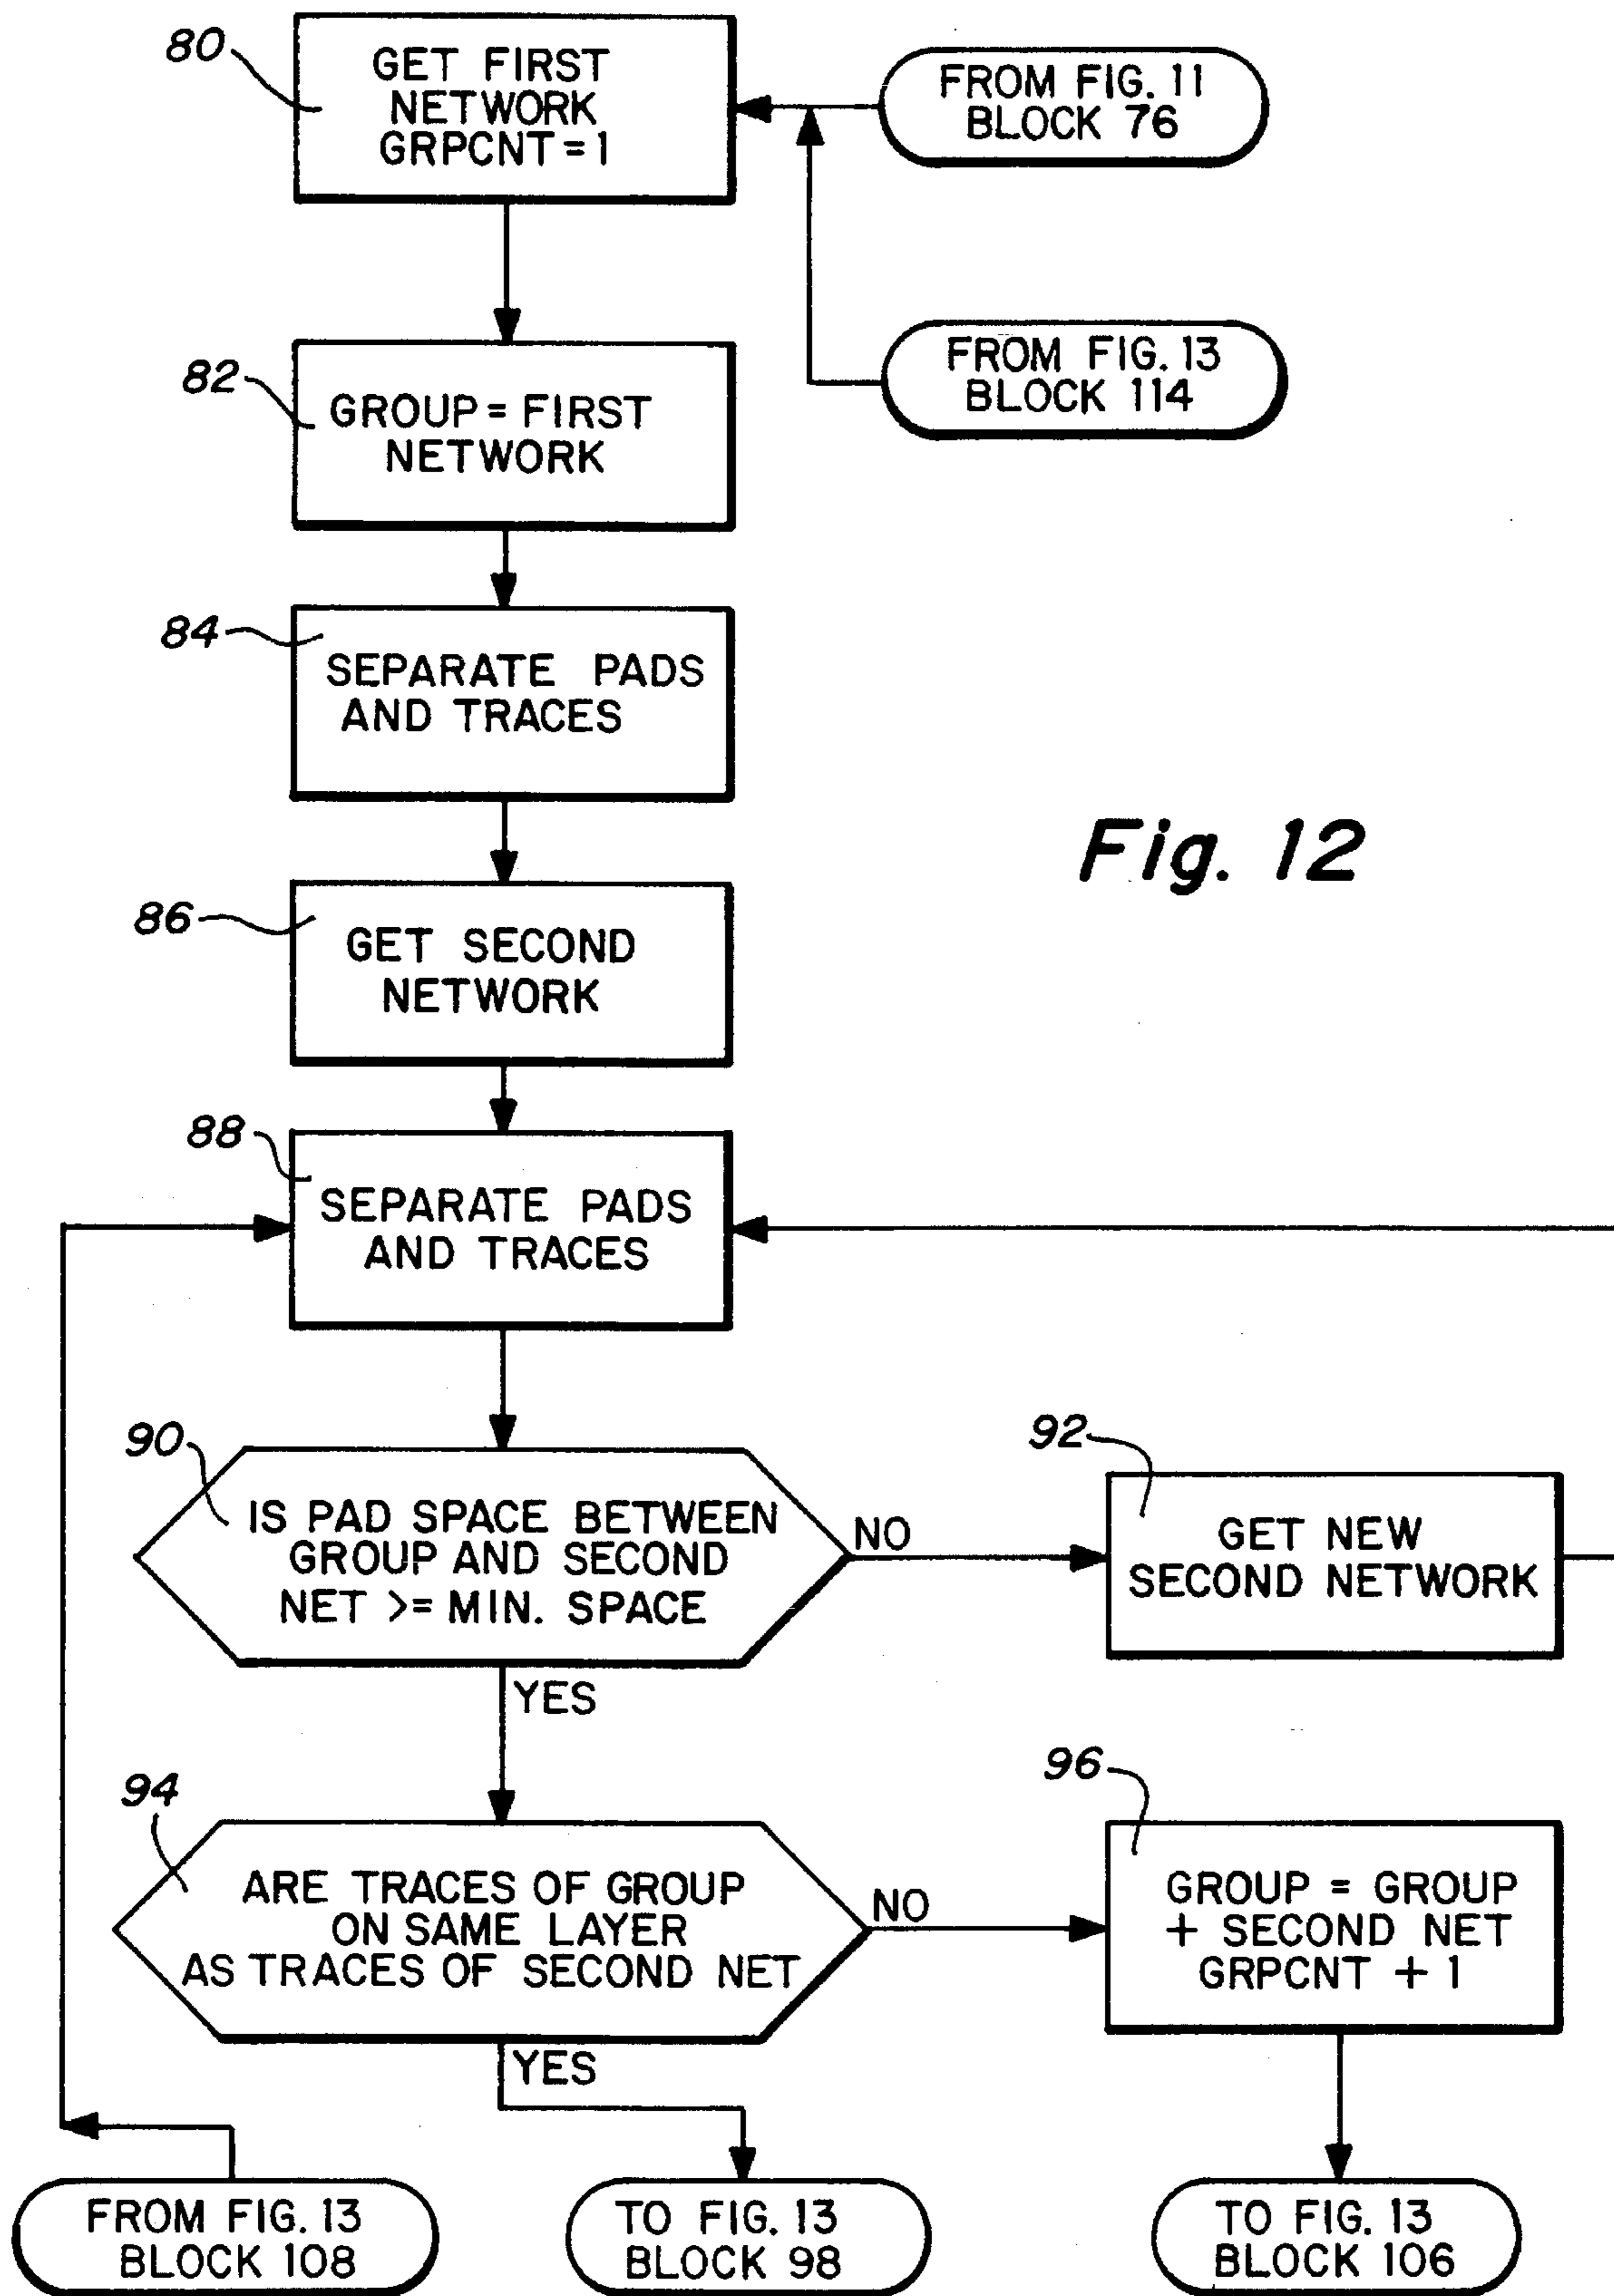 80
GET FIRST
NETWORK
GRPCNT = 1
FROM FIG. 11
BLOCK 76
82
GROUP = FIRST
NETWORK
FROM FIG. 13
BLOCK 114
84
SEPARATE PADS
AND TRACES
Fig. 12
86
GET SECOND
NETWORK
88
SEPARATE PADS
AND TRACES
90
IS PAD SPACE BETWEEN
GROUP AND SECOND
NET >= MIN. SPACE
NO
92
GET NEW
SECOND NETWORK
YES
94
ARE TRACES OF GROUP
ON SAME LAYER
AS TRACES OF SECOND NET
NO
96
GROUP = GROUP
+ SECOND NET
GRPCNT + 1
YES
FROM FIG. 13
BLOCK 108
TO FIG. 13
BLOCK 98
TO FIG. 13
BLOCK 106